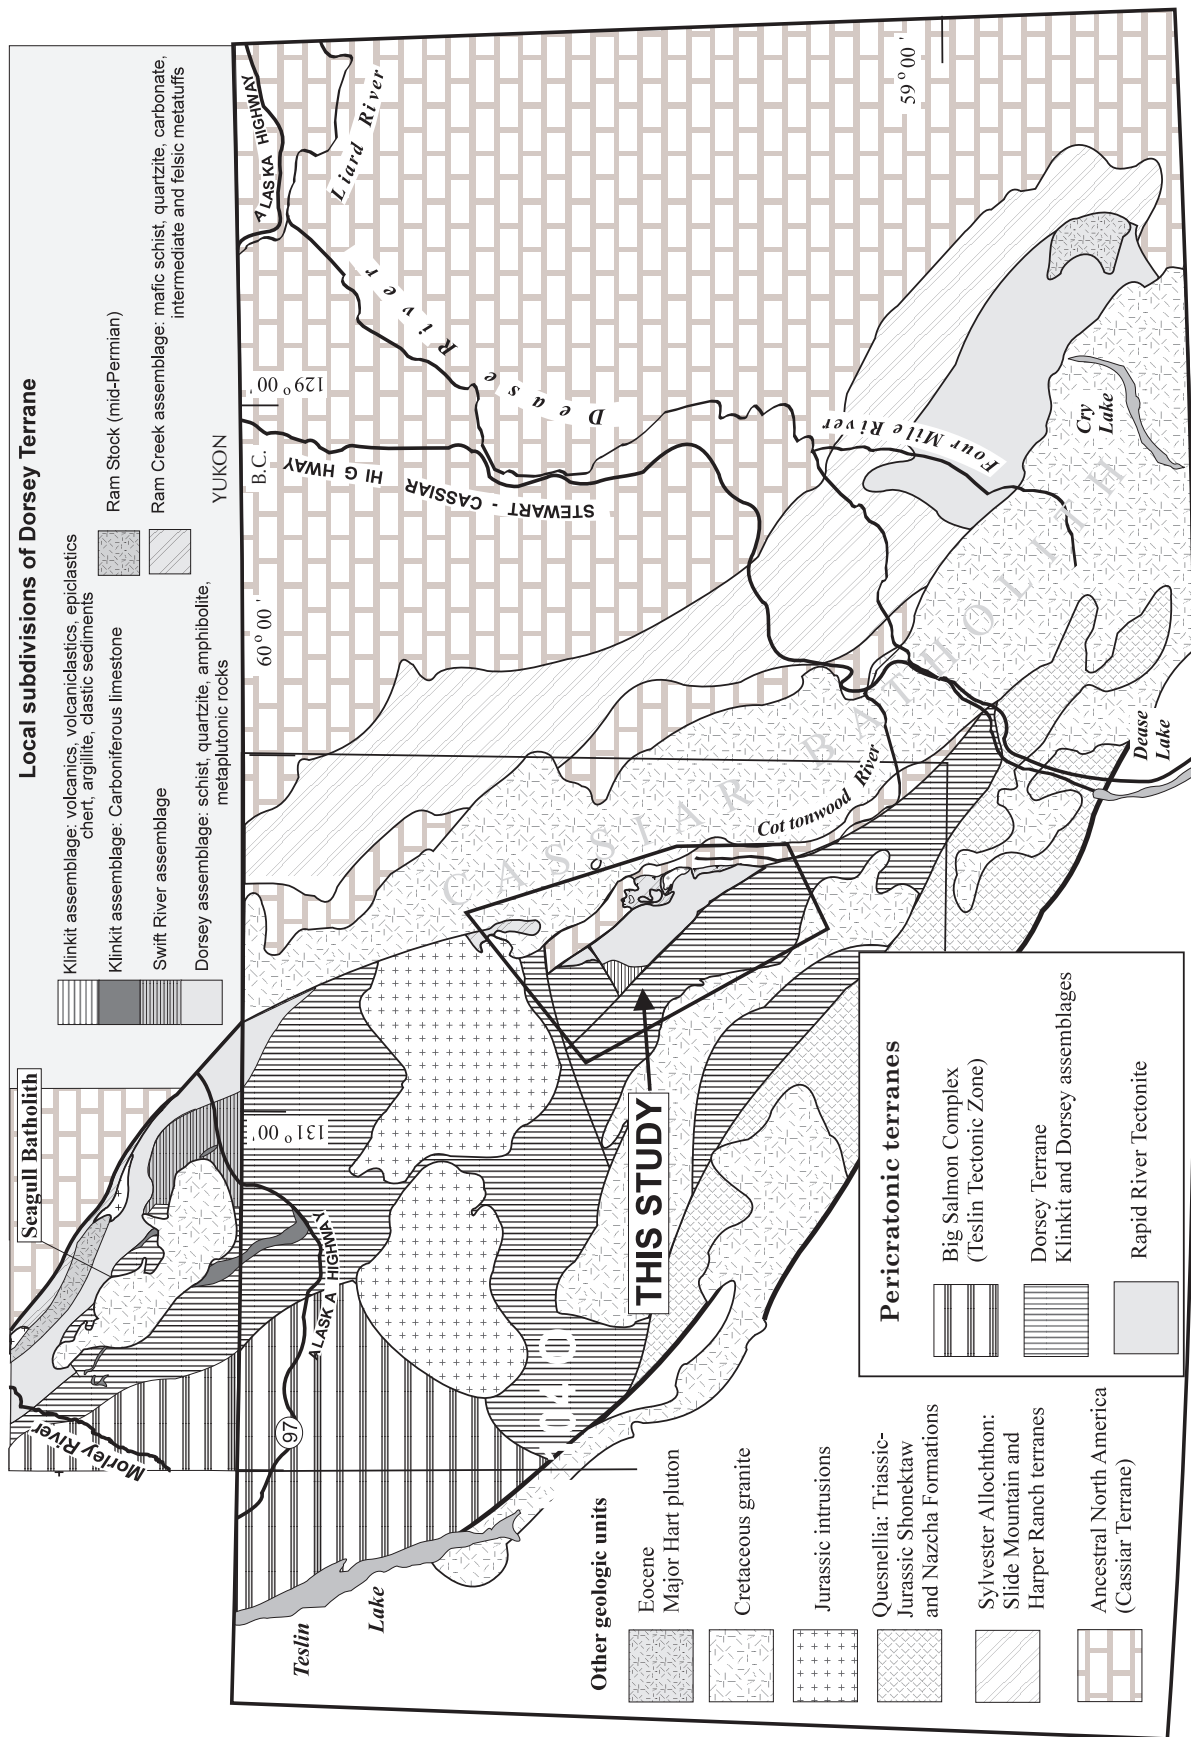 Local subdivisions of Dorsey Terrane
Klinkit assemblage: volcanics, volcaniclastics, epiclastics
chert, argillite, clastic sediments
Klinkit assemblage: Carboniferous limestone
Swift River assemblage
Dorsey assemblage: schist, quartzite, amphibolite,
metaplutonic rocks
Ram Stock (mid-Permian)
Ram Creek assemblage: mafic schist, quartzite, carbonate,
intermediate and felsic metatuffs
Seagull Batholith
Morley River
YUKON
B.C.
60 º 00 '
131 º 00 '
129 º 00 '
59 º 00 '
ALASKA HIGHWAY
Liard River
Dease River
STEWART - CASSIAR HIGHWAY
Four Mile River
Cry
Lake
CASSIAR BATHOLITH
Cottonwood River
Dease
Lake
ALASKA HIGHWAY
97
104 O
THIS STUDY
Teslin
Lake
Other geologic units
Eocene
Major Hart pluton
Cretaceous granite
Jurassic intrusions
Quesnellia: Triassic-
Jurassic Shonektaw
and Nazcha Formations
Sylvester Allochthon:
Slide Mountain and
Harper Ranch terranes
Ancestral North America
(Cassiar Terrane)
Pericratonic terranes
Big Salmon Complex
(Teslin Tectonic Zone)
Dorsey Terrane
Klinkit and Dorsey assemblages
Rapid River Tectonite